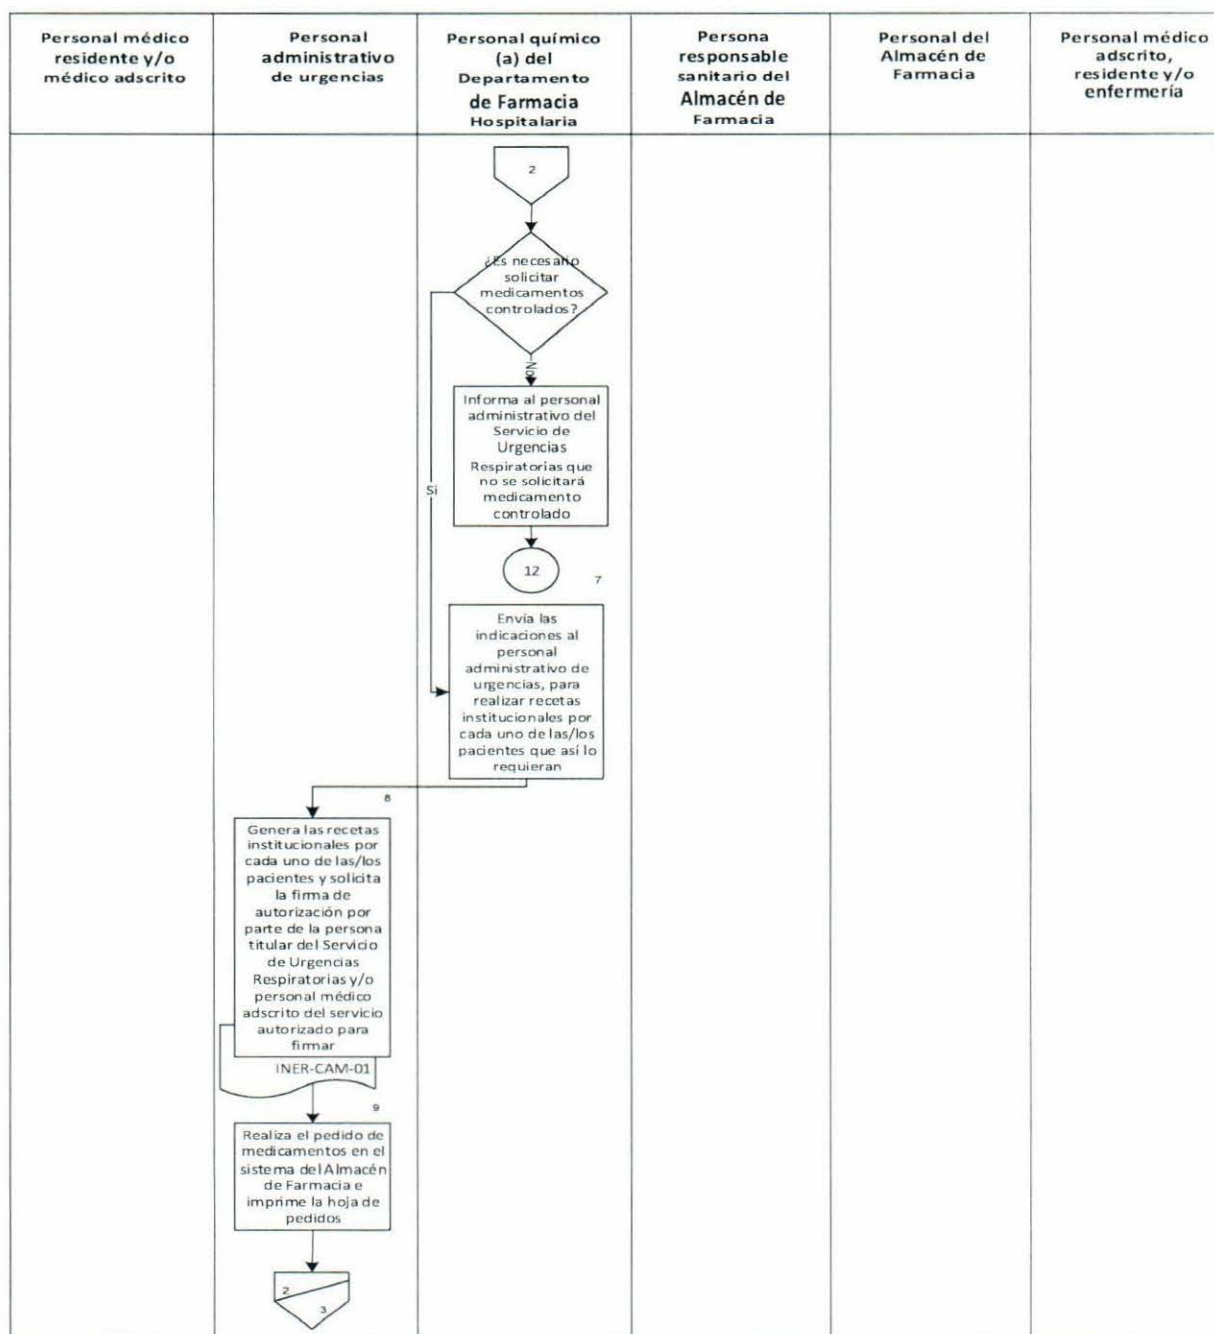 Personal médico
residente y/o
médico adscrito
Personal
administrativo
de urgencias
Personal químico
(a) del
Departamento
de Farmacia
Hospitalaria
Persona
responsable
sanitario del
Almacén de
Farmacia
Personal del
Almacén de
Farmacia
Personal médico
adscrito,
residente y/o
enfermería
2
¿Es necesario
solicitar
medicamentos
controlados?
No
Informa al personal
administrativo del
Servicio de
Urgencias
Respiratorias que
no se solicitará
medicamento
controlado
Si
12
7
Envía las
indicaciones al
personal
administrativo de
urgencias, para
realizar recetas
institucionales por
cada uno de las/los
pacientes que así lo
requieran
8
Genera las recetas
institucionales por
cada uno de las/los
pacientes y solicita
la firma de
autorización por
parte de la persona
titular del Servicio
de Urgencias
Respiratorias y/o
personal médico
adscrito del servicio
autorizado para
firmar
INER-CAM-01
9
Realiza el pedido de
medicamentos en el
sistema del Almacén
de Farmacia e
imprime la hoja de
pedidos
2
3